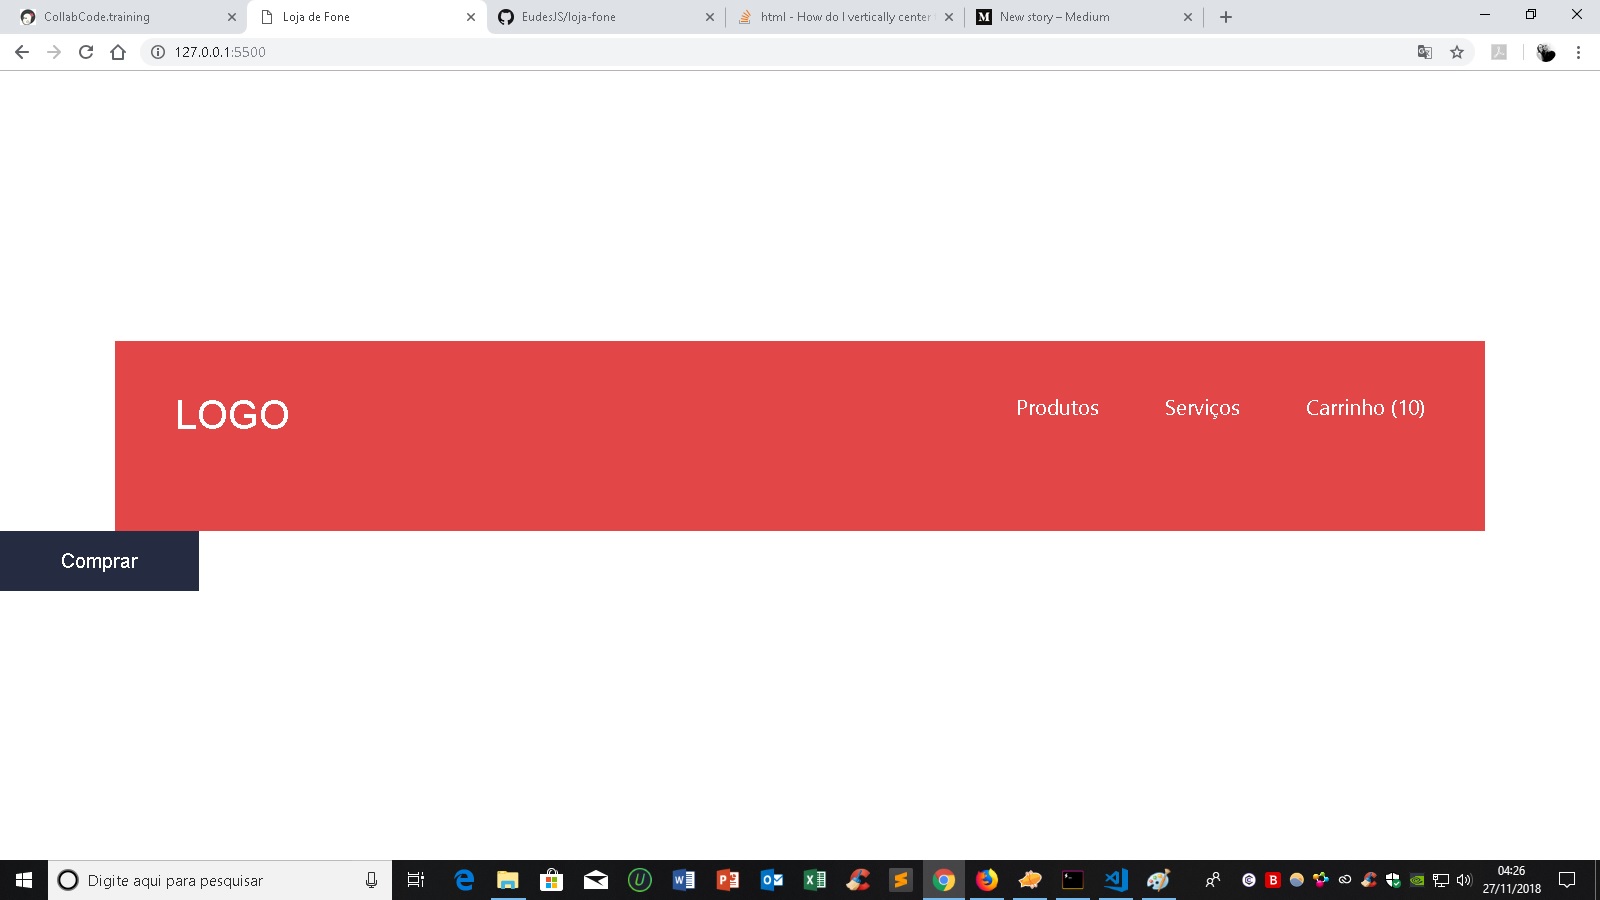 CollabCode.training
Loja de Fone
EudesJS/loja-fone
html - How do I vertically center
New story – Medium
127.0.0.1:5500
LOGO
Produtos
Serviços
Carrinho (10)
Comprar
Digite aqui para pesquisar
04:26
27/11/2018